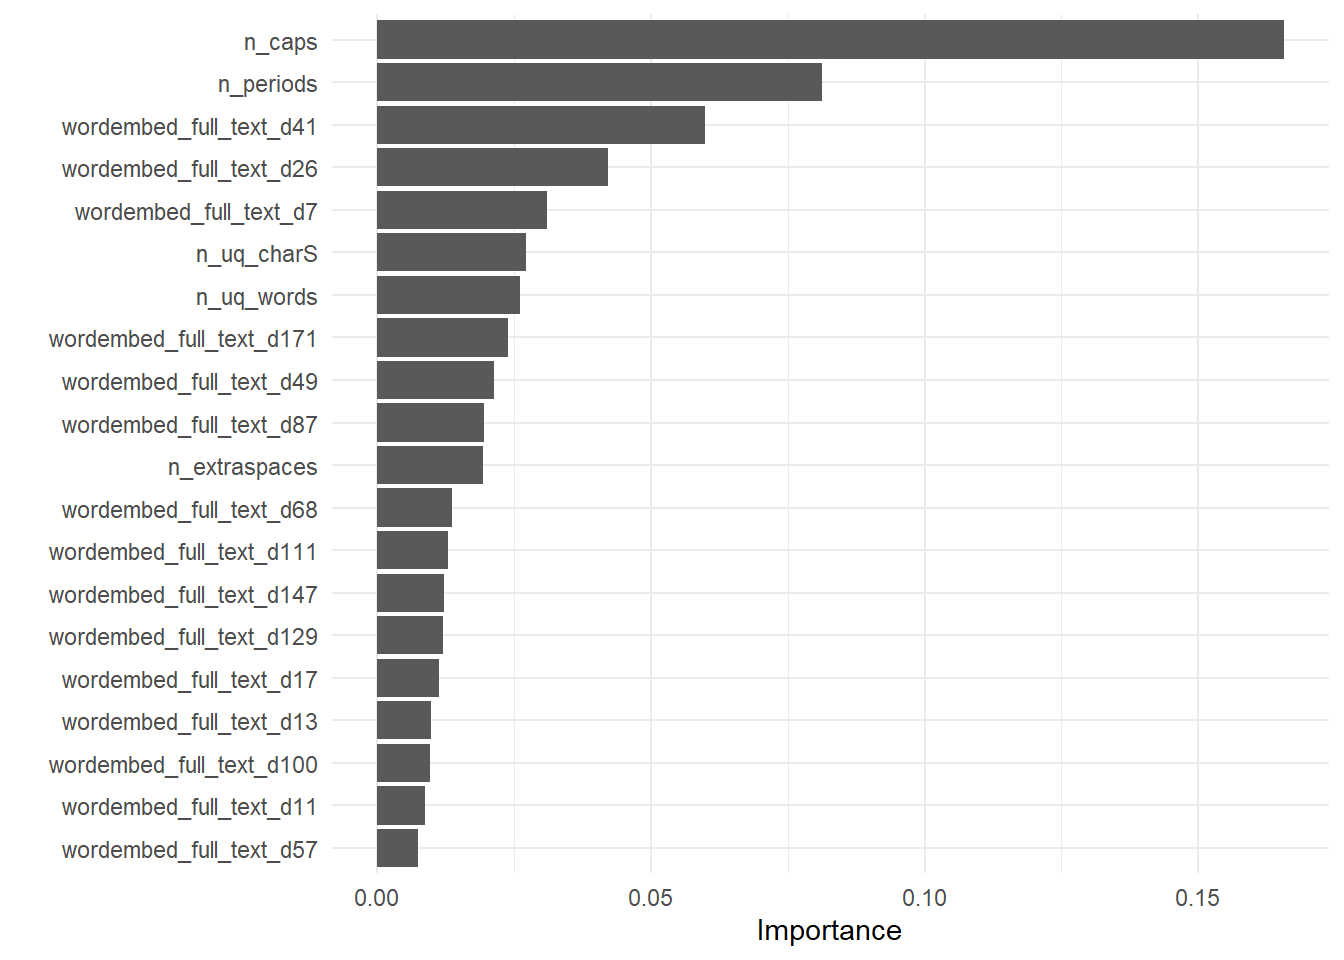 n_caps
n_periods
wordembed_full_text_d41
wordembed_full_text_d26
wordembed_full_text_d7
n_uq_charS
n_uq_words
wordembed_full_text_d171
wordembed_full_text_d49
wordembed_full_text_d87
n_extraspaces
wordembed_full_text_d68
wordembed_full_text_d111
wordembed_full_text_d147
wordembed_full_text_d129
wordembed_full_text_d17
wordembed_full_text_d13
wordembed_full_text_d100
wordembed_full_text_d11
wordembed_full_text_d57
0.00 0.05 0.10 0.15
Importance